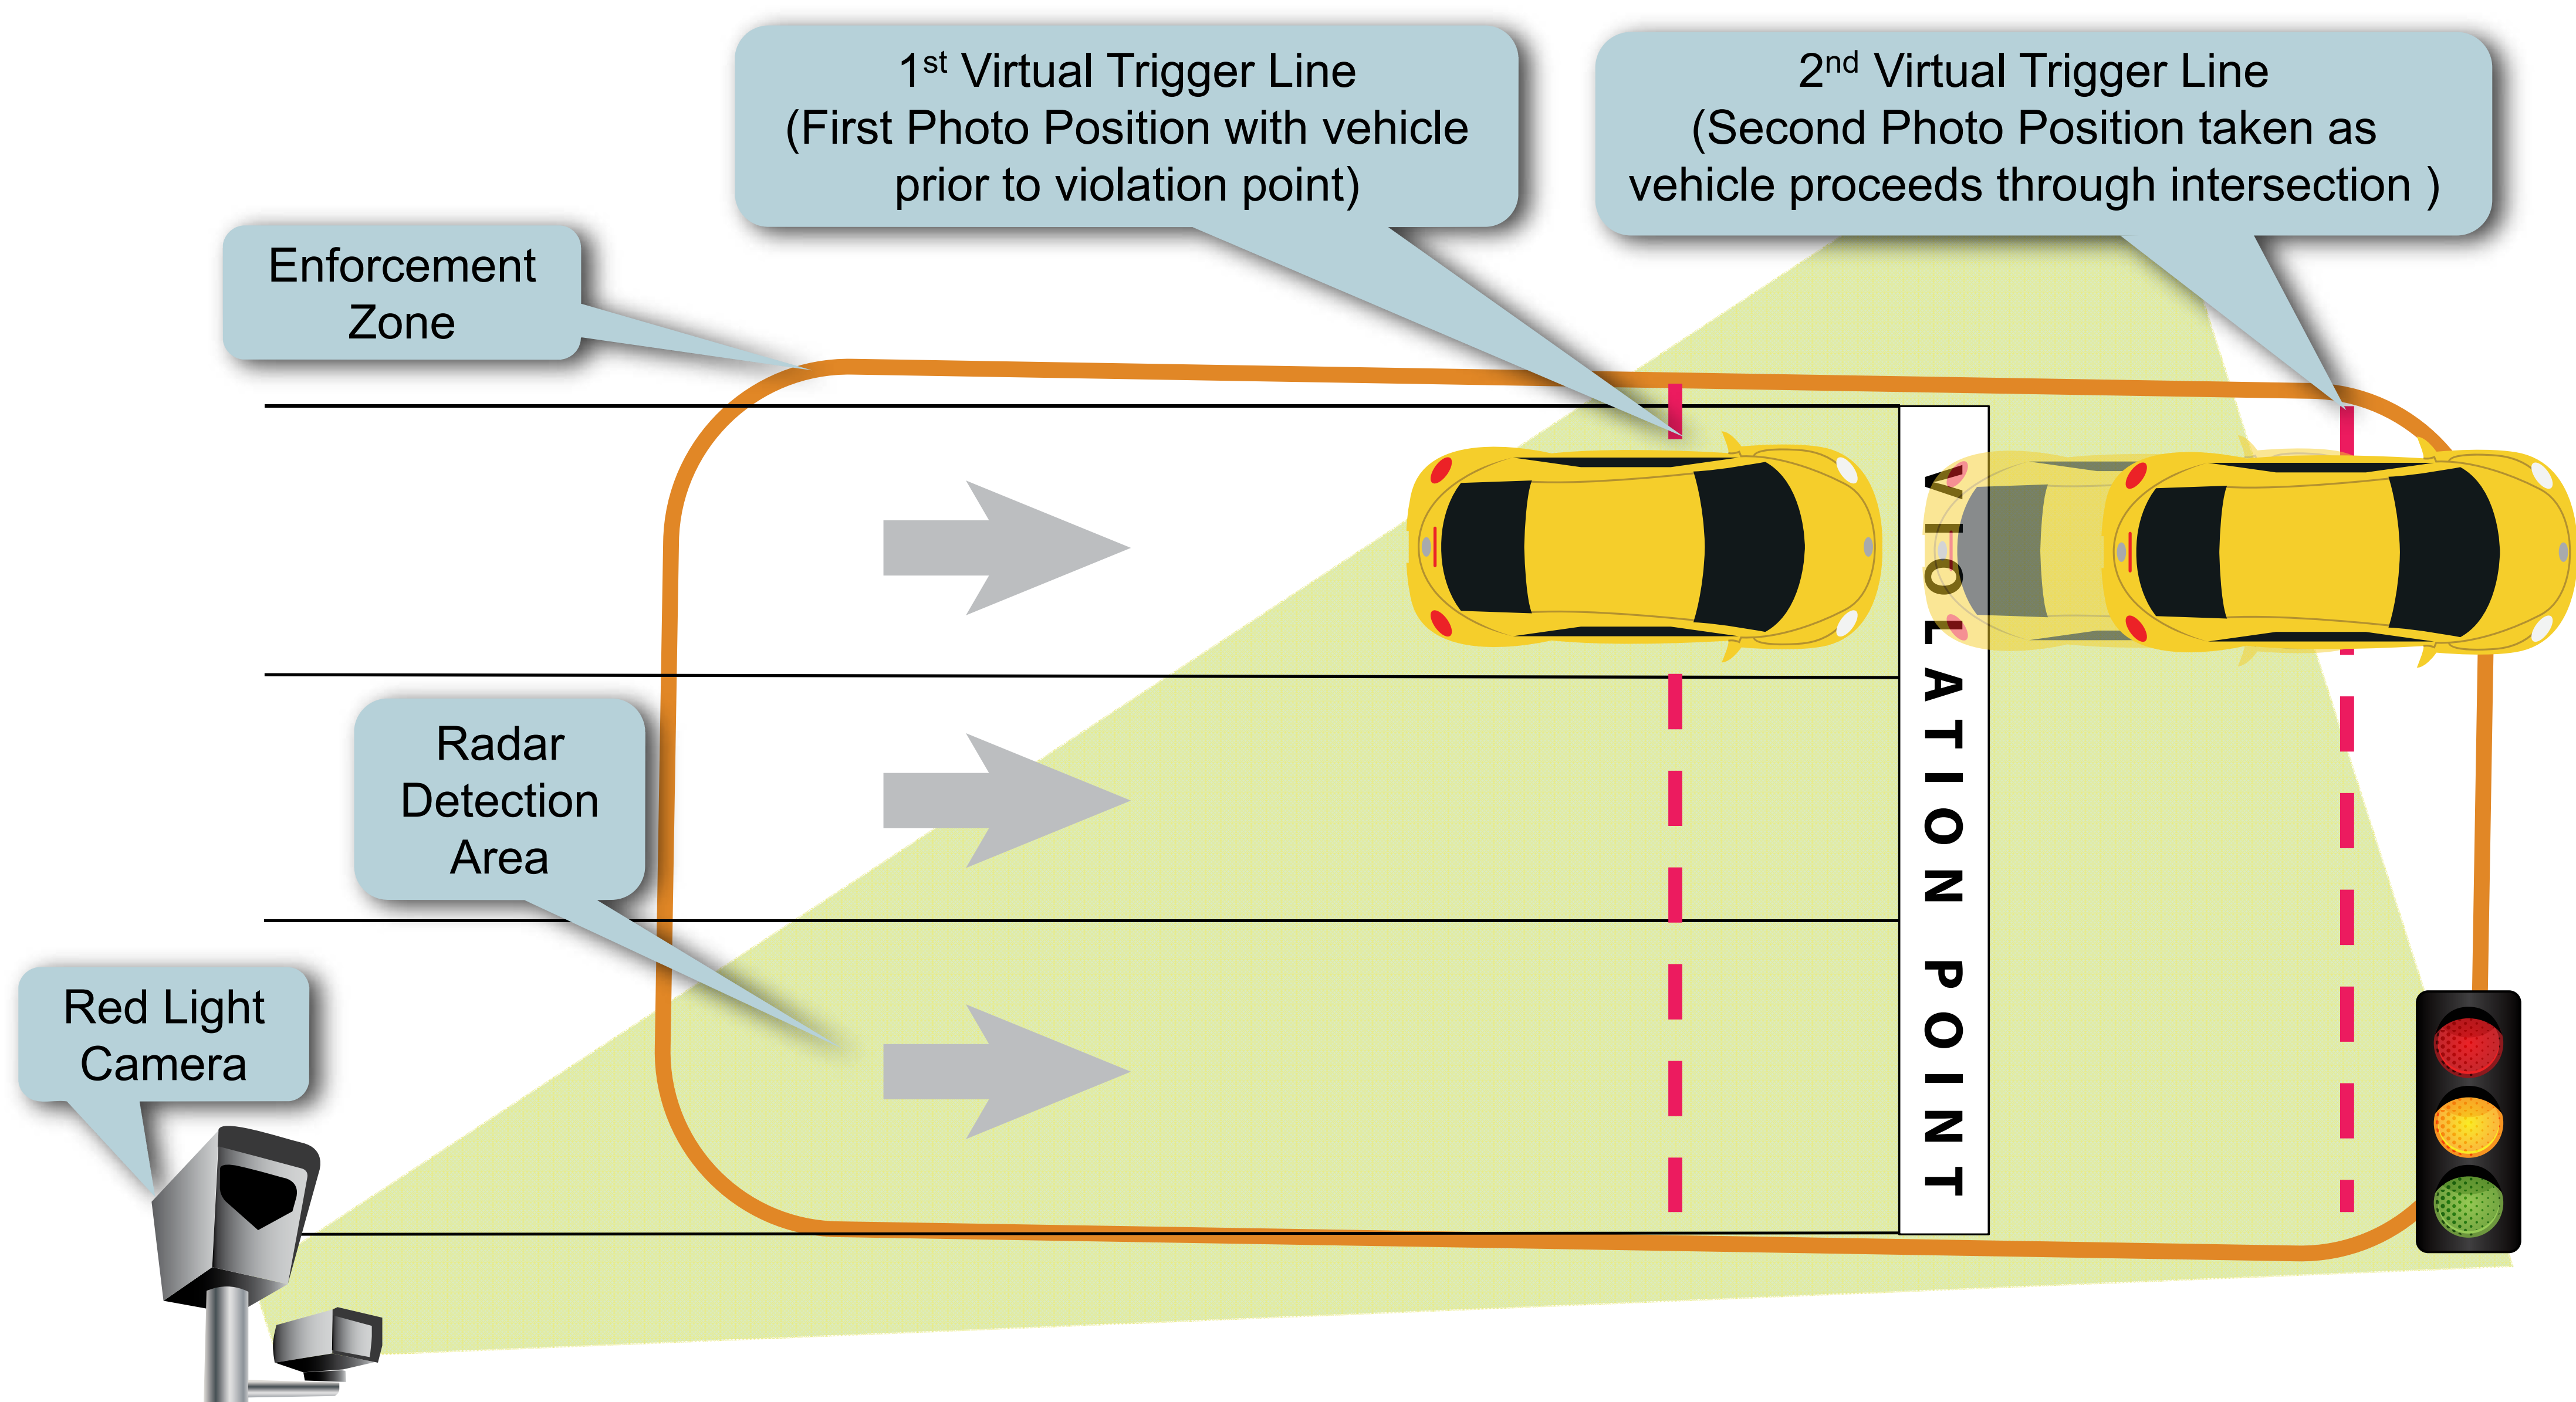 1st Virtual Trigger Line
(First Photo Position with vehicle
prior to violation point)
2nd Virtual Trigger Line
(Second Photo Position taken as
vehicle proceeds through intersection )
Enforcement
Zone
Radar
Detection
Area
Red Light
Camera
VIOLATION POINT